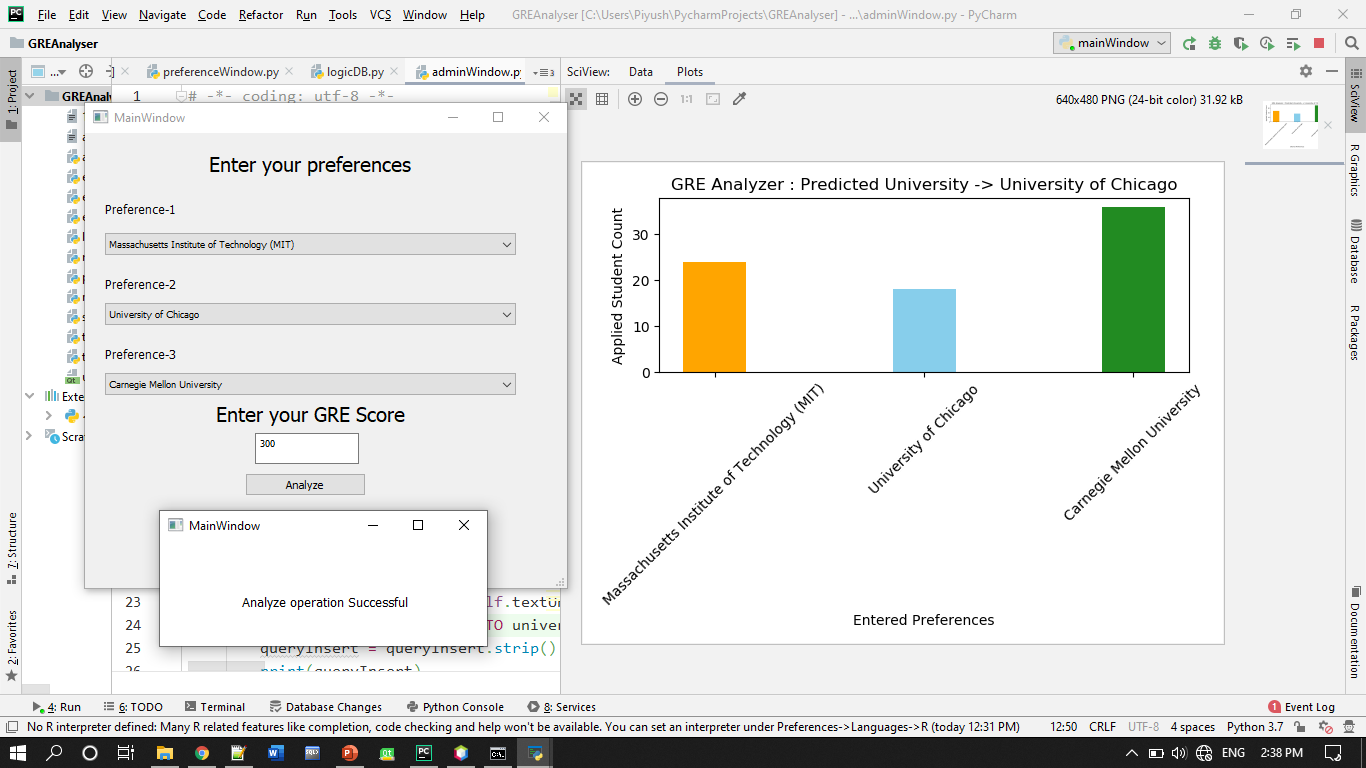 File Edit View Navigate Code Refactor Run Tools VCS Window Help GREAnalyser [C:\Users\Piyush\PycharmProjects\GREAnalyser] - ...\adminWindow.py - PyCharm
GREAnalyser
mainWindow
1: Project
preferenceWindow.py
logicDB.py
adminWindow.py
SciView: Data Plots
GREAnaly
1 # -*- coding: utf-8 -*-
640x480 PNG (24-bit color) 31.92 kB
1:1
MainWindow
Enter your preferences
Preference-1
Massachusetts Institute of Technology (MIT)
Preference-2
University of Chicago
Preference-3
Carnegie Mellon University
Enter your GRE Score
300
Analyze
MainWindow
Analyze operation Successful
Exte
Scra
23 lf.textUn
24 TO univer
25 queryInsert = queryInsert.strip()
26 print(queryInsert)
GRE Analyzer : Predicted University -> University of Chicago
Applied Student Count
30
20
10
0
Massachusetts Institute of Technology (MIT)
University of Chicago
Carnegie Mellon University
Entered Preferences
SciView
R Graphics
Database
R Packages
Documentation
7: Structure
2: Favorites
4: Run 6: TODO Terminal Database Changes Python Console 8: Services 1 Event Log
No R interpreter defined: Many R related features like completion, code checking and help won't be available. You can set an interpreter under Preferences->Languages->R (today 12:31 PM) 12:50 CRLF UTF-8 4 spaces Python 3.7
ENG 2:38 PM